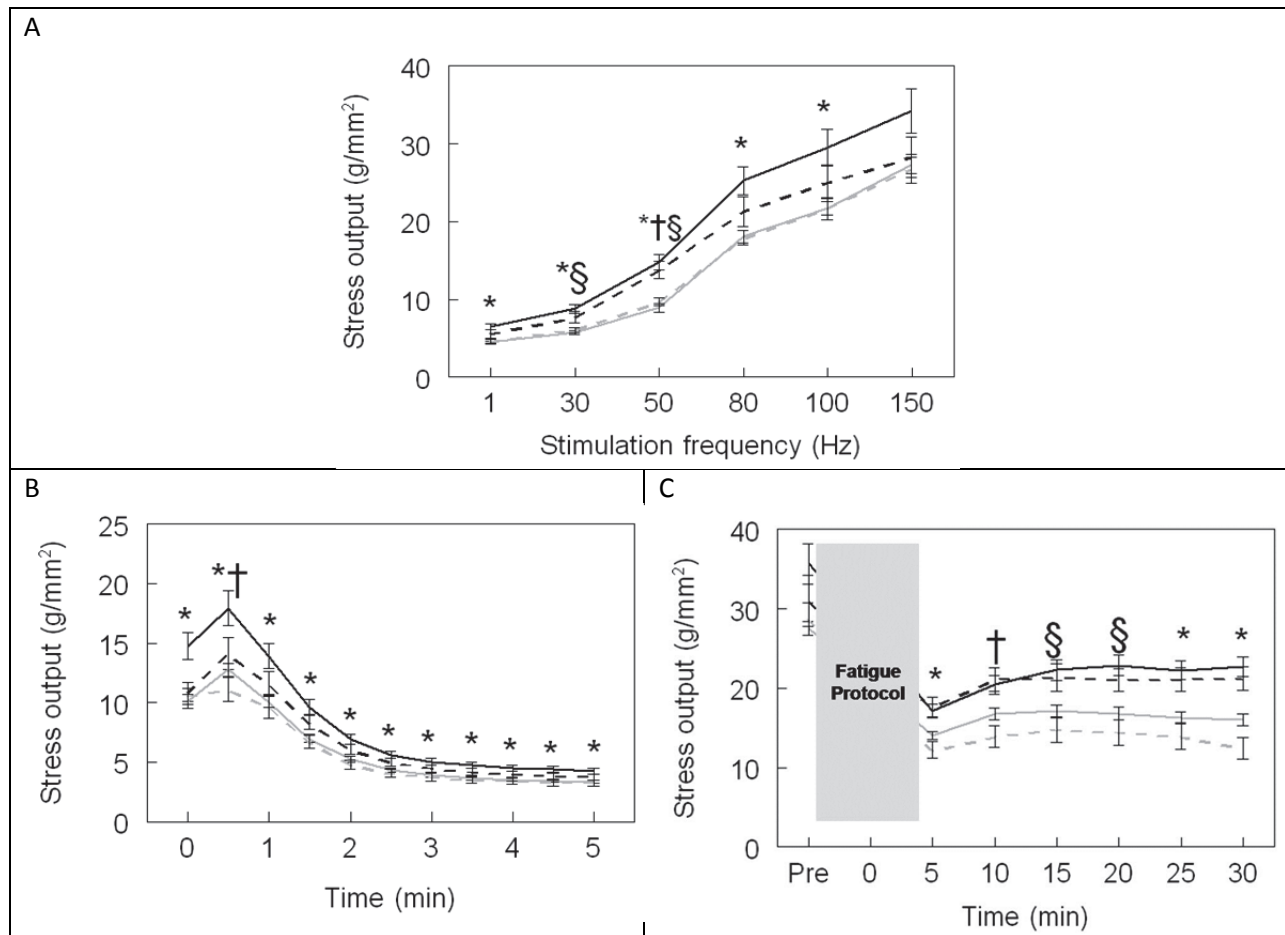 A
Stress output (g/mm²)
40
30
20
10
0
*
*§
*†§
*
*
1 30 50 80 100 150
Stimulation frequency (Hz)
B
Stress output (g/mm²)
25
20
15
10
5
0
*
*†
*
*
*
*
*
*
*
*
*
0 1 2 3 4 5
Time (min)
C
Stress output (g/mm²)
40
30
20
10
0
Fatigue
Protocol
*
†
§
§
*
*
Pre 0 5 10 15 20 25 30
Time (min)